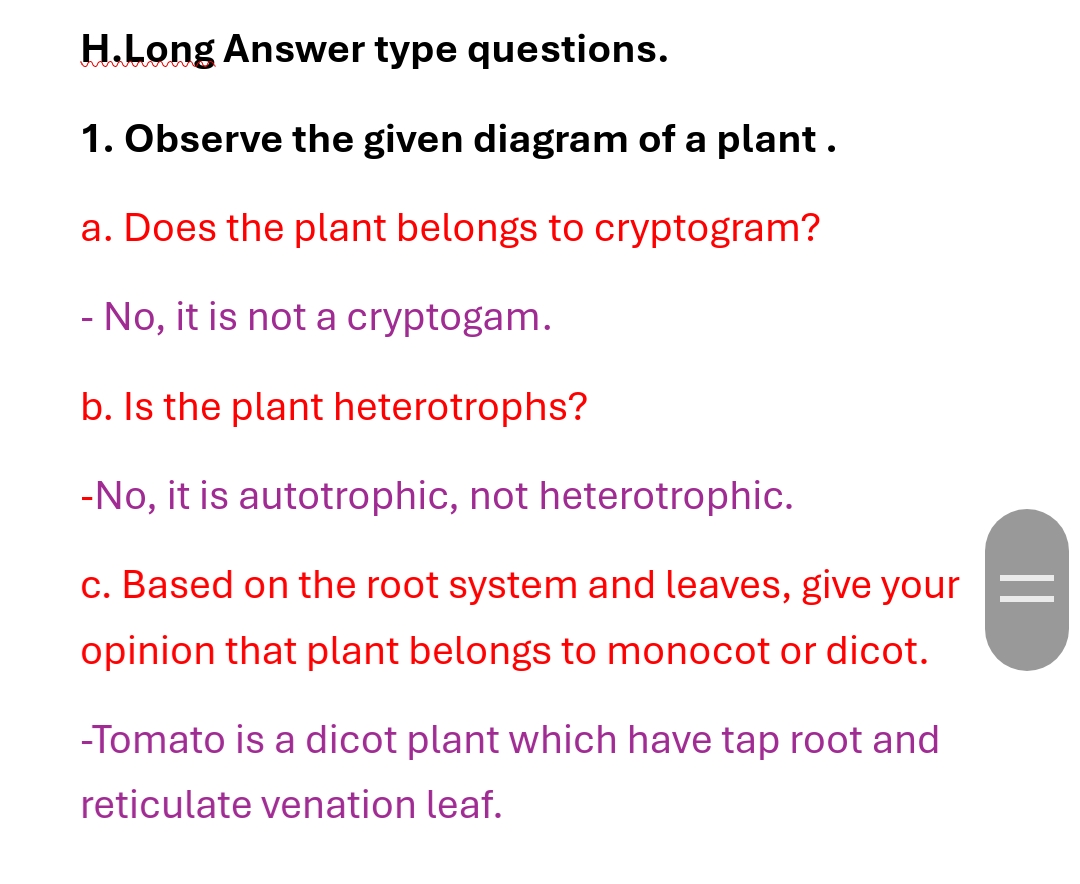 H.Long Answer type questions.
1. Observe the given diagram of a plant .
a. Does the plant belongs to cryptogram?
- No, it is not a cryptogam.
b. Is the plant heterotrophs?
-No, it is autotrophic, not heterotrophic.
c. Based on the root system and leaves, give your
opinion that plant belongs to monocot or dicot.
-Tomato is a dicot plant which have tap root and
reticulate venation leaf.